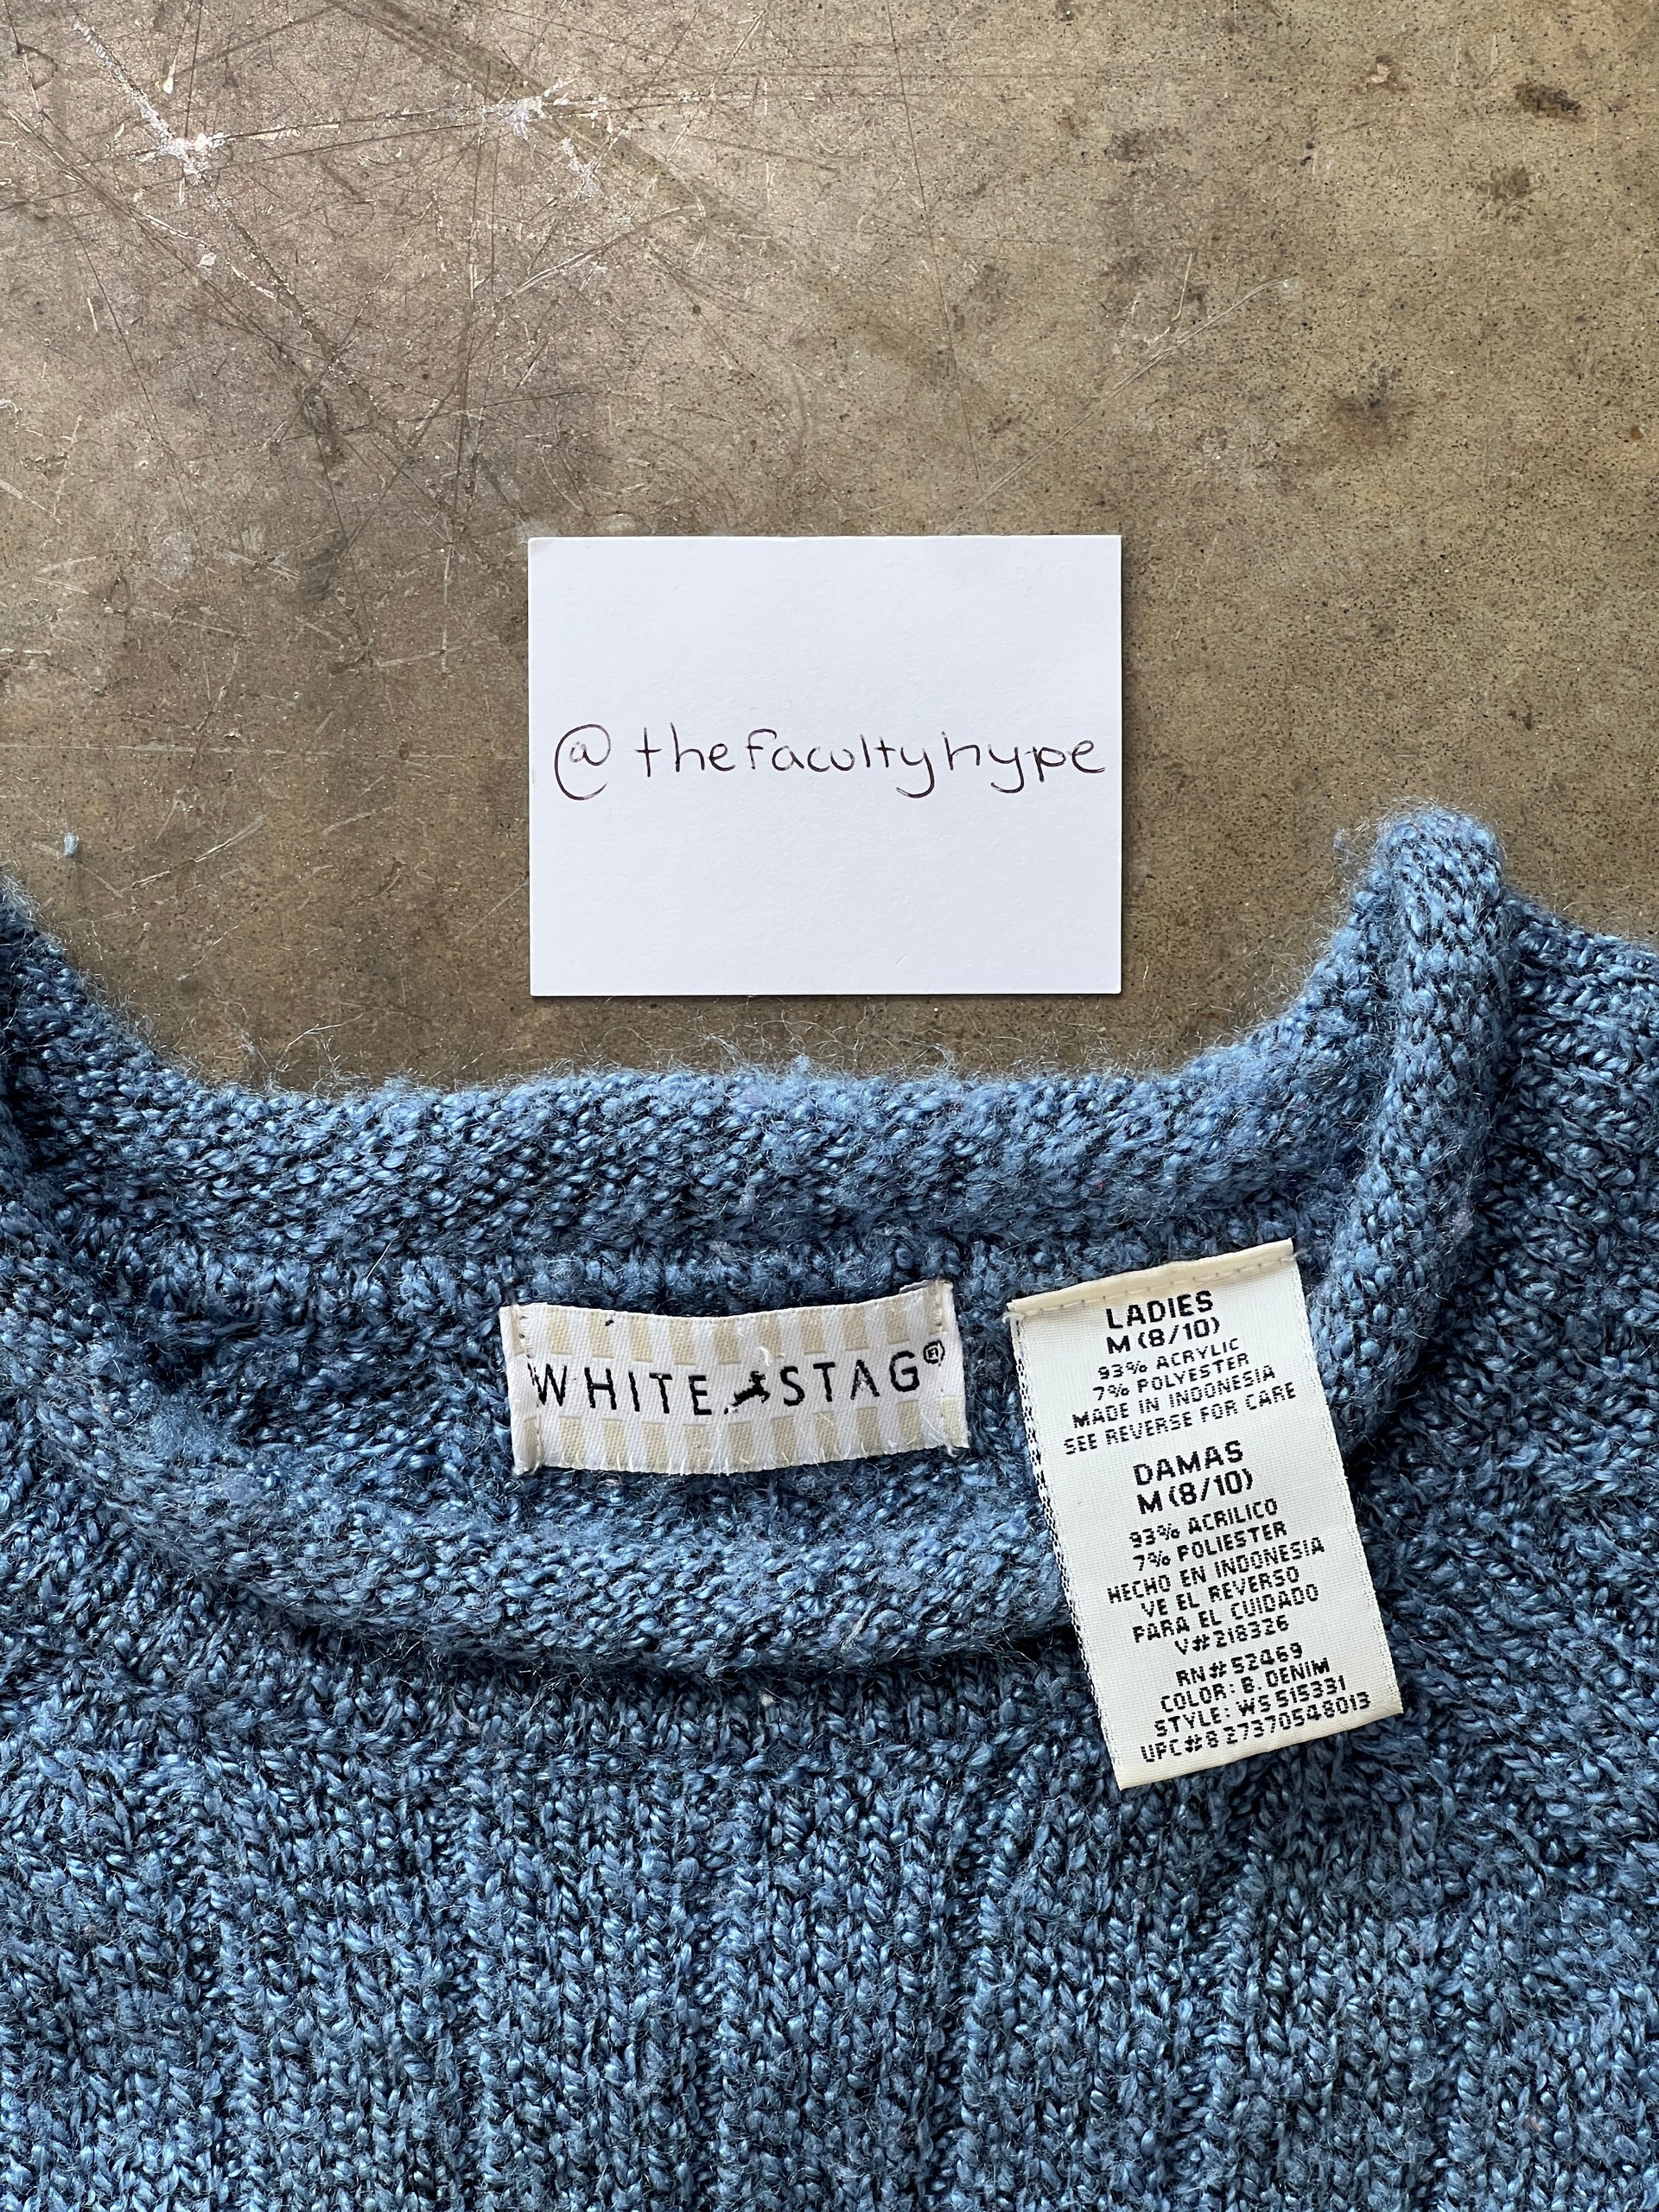 @thefacultyhype
WHITE STAG®
LADIES
M (8/10)
93% ACRYLIC
7% POLYESTER
MADE IN INDONESIA
SEE REVERSE FOR CARE
DAMAS
M (8/10)
93% ACRILICO
7% POLIESTER
HECHO EN INDONESIA
VE EL REVERSO
PARA EL CUIDADO
V# 218326
RN# 52469
COLOR: B. DENIM
STYLE: WS 515331
UPC# 8 27370548013